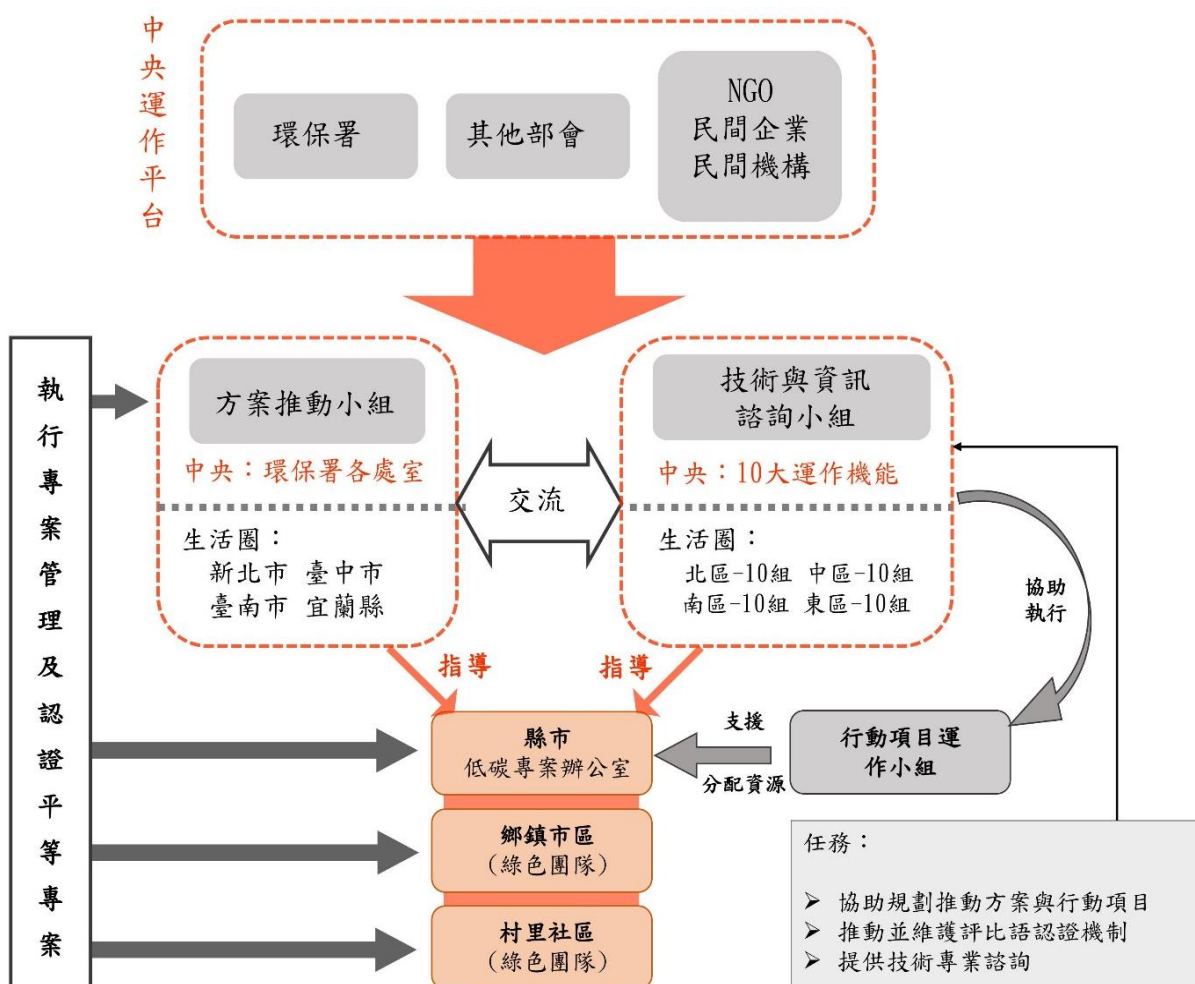 中央運作平台
環保署
其他部會
NGO
民間企業
民間機構
執行專案管理及認證平等專案
方案推動小組
中央：環保署各處室
生活圈：
新北市 臺中市
臺南市 宜蘭縣
交流
技術與資訊
諮詢小組
中央：10大運作機能
生活圈：
北區-10組 中區-10組
南區-10組 東區-10組
協助
執行
指導
指導
縣市
低碳專案辦公室
支援
分配資源
行動項目運
作小組
鄉鎮市區
(綠色團隊)
村里社區
(綠色團隊)
任務：
➢ 協助規劃推動方案與行動項目
➢ 推動並維護評比語認證機制
➢ 提供技術專業諮詢